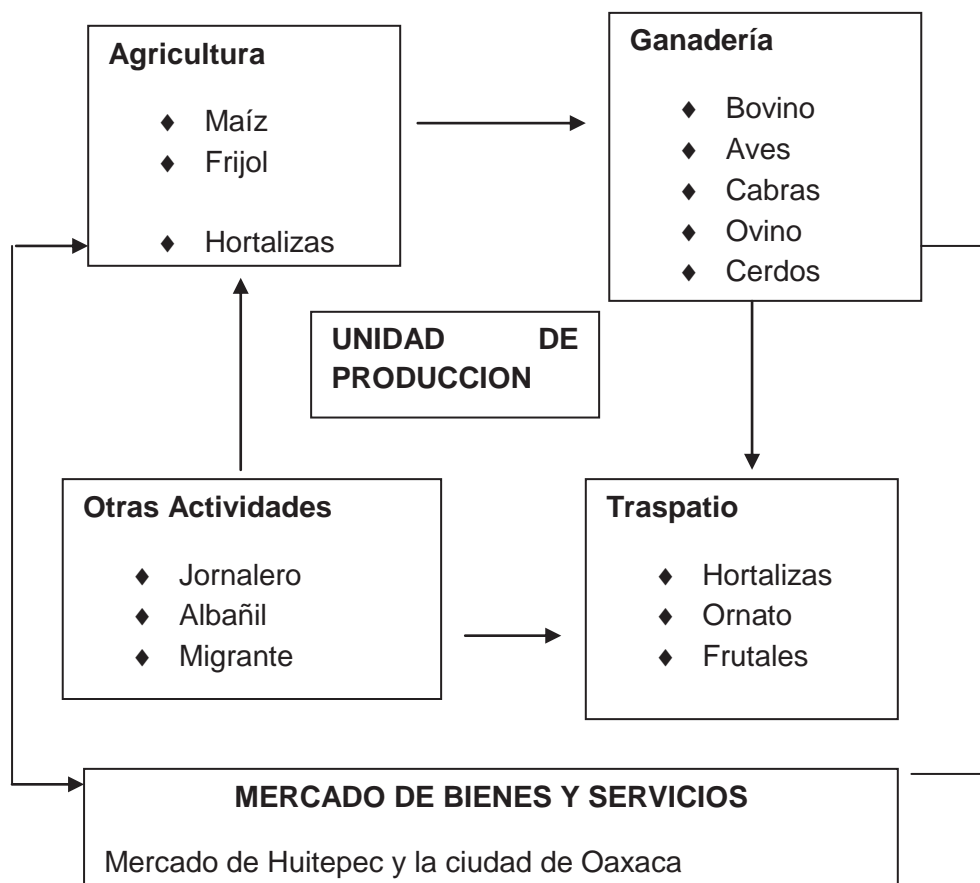 Agricultura
♦ Maíz
♦ Frijol
♦ Hortalizas
Ganadería
♦ Bovino
♦ Aves
♦ Cabras
♦ Ovino
♦ Cerdos
UNIDAD DE
PRODUCCION
Otras Actividades
♦ Jornalero
♦ Albañil
♦ Migrante
Traspatio
♦ Hortalizas
♦ Ornato
♦ Frutales
MERCADO DE BIENES Y SERVICIOS
Mercado de Huitepec y la ciudad de Oaxaca